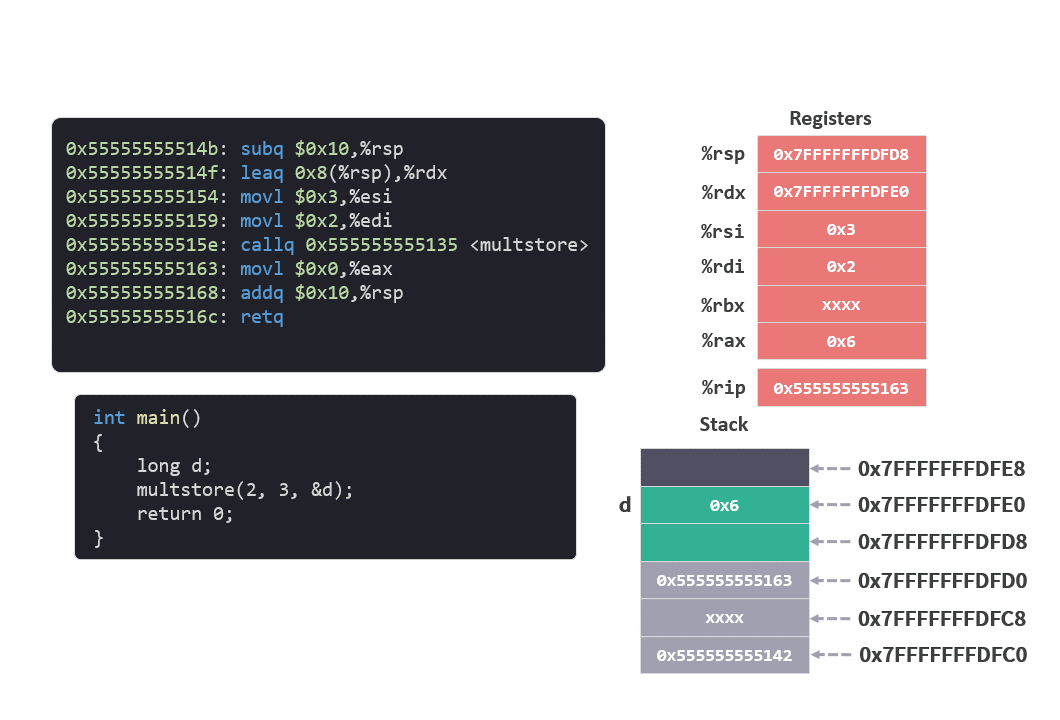 0x55555555514b: subq $0x10,%rsp
0x55555555514f: leaq 0x8(%rsp),%rdx
0x555555555154: movl $0x3,%esi
0x555555555159: movl $0x2,%edi
0x55555555515e: callq 0x555555555135 <multstore>
0x555555555163: movl $0x0,%eax
0x555555555168: addq $0x10,%rsp
0x55555555516c: retq
int main()
{
    long d;
    multstore(2, 3, &d);
    return 0;
}
Registers
%rsp 0x7FFFFFFFDFD8
%rdx 0x7FFFFFFFDFE0
%rsi 0x3
%rdi 0x2
%rbx xxxx
%rax 0x6
%rip 0x555555555163
Stack
0x7FFFFFFFDFE8
d 0x6 0x7FFFFFFFDFE0
0x7FFFFFFFDFD8
0x555555555163 0x7FFFFFFFDFD0
xxxx 0x7FFFFFFFDFC8
0x555555555142 0x7FFFFFFFDFC0